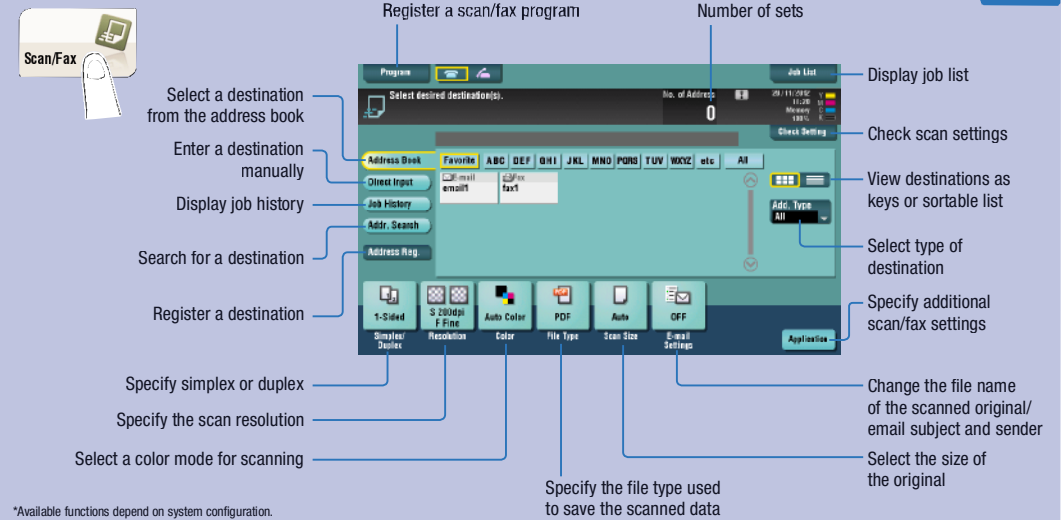 Register a scan/fax program
Number of sets
Scan/Fax
Program
Job List
Display job list
Select desired destination(s).
No. of Address
0
20/11/2012
11:20
Memory
100%
Y
M
C
K
Select a destination
from the address book
Check Setting
Check scan settings
Enter a destination
manually
Address Book
Favorite
ABC
DEF
GHI
JKL
MNO
PQRS
TUV
WXYZ
etc
All
Direct Input
E-mail
email1
Fax
fax1
View destinations as
keys or sortable list
Display job history
Job History
Add. Type
All
Addr. Search
Search for a destination
Address Reg.
Select type of
destination
Register a destination
1-Sided
S 200dpi
F Fine
Auto Color
PDF
Auto
OFF
Simplex/
Duplex
Resolution
Color
File Type
Scan Size
E-mail
Settings
Application
Specify additional
scan/fax settings
Specify simplex or duplex
Specify the scan resolution
Select a color mode for scanning
Change the file name
of the scanned original/
email subject and sender
Select the size of
the original
Specify the file type used
to save the scanned data
*Available functions depend on system configuration.